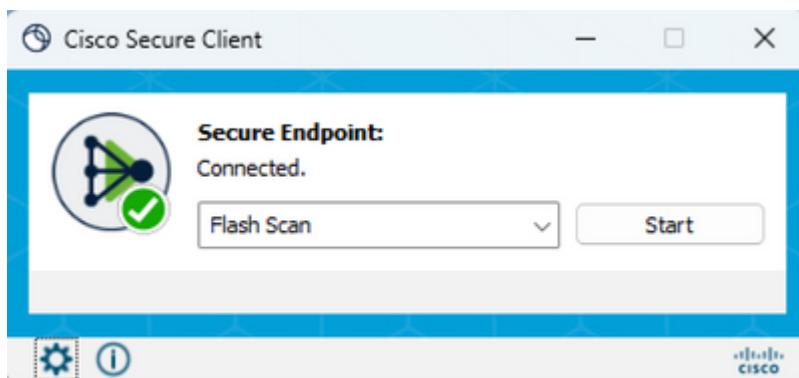 Cisco Secure Client
Secure Endpoint:
Connected.
Flash Scan
Start
CISCO